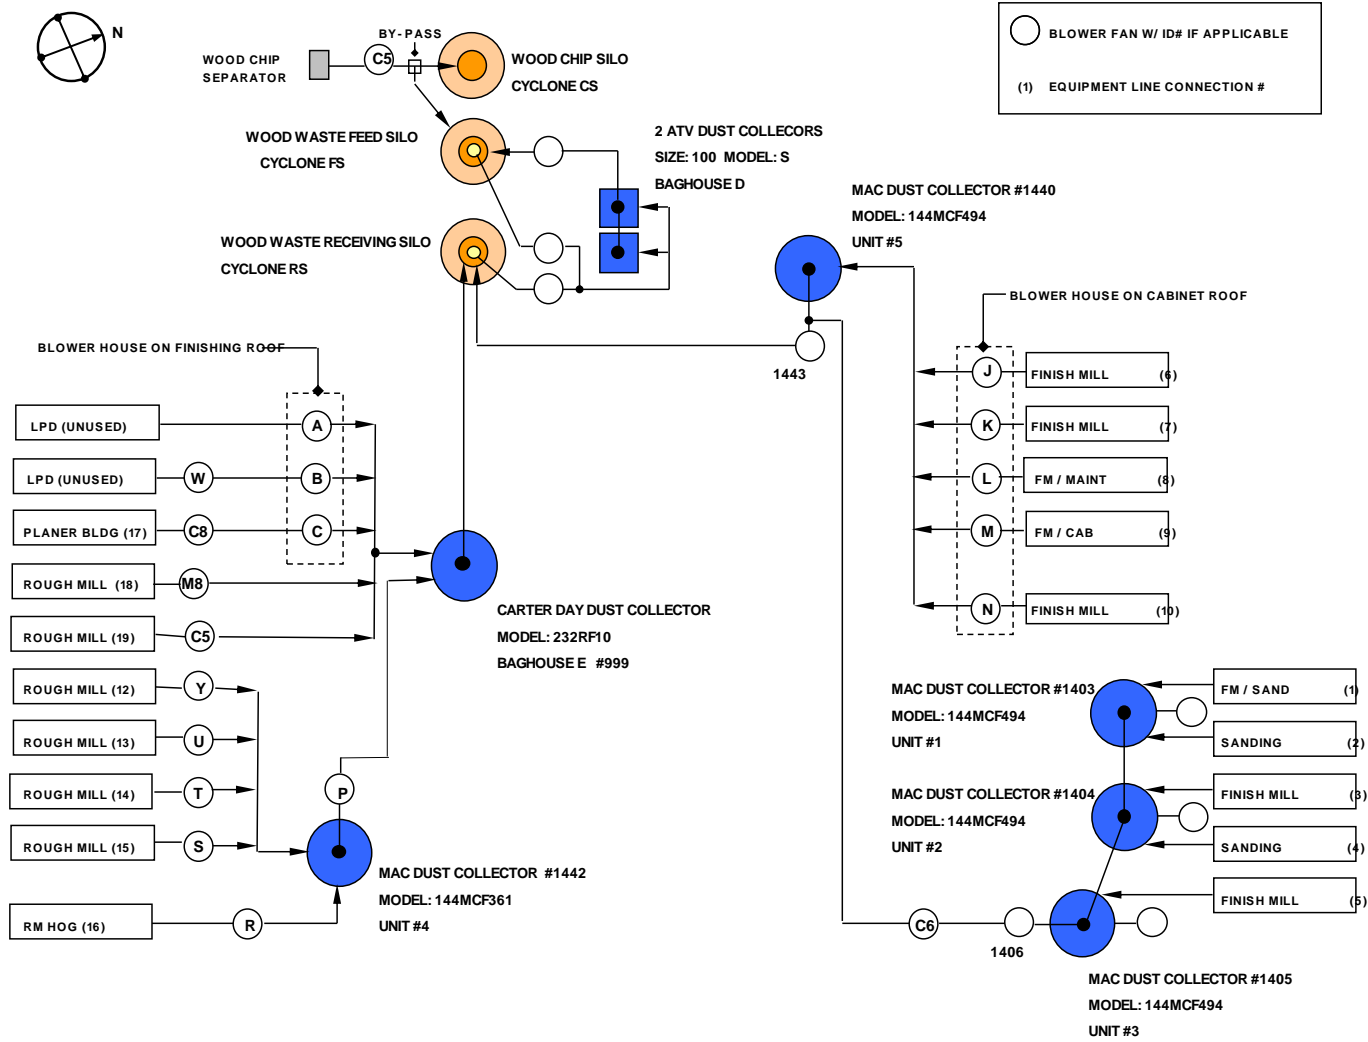 N
BY-PASS
WOOD CHIP
SEPARATOR
C5
WOOD CHIP SILO
CYCLONE CS
BLOWER FAN W/ ID# IF APPLICABLE
(1) EQUIPMENT LINE CONNECTION #
WOOD WASTE FEED SILO
CYCLONE FS
2 ATV DUST COLLECORS
SIZE: 100 MODEL: S
BAGHOUSE D
WOOD WASTE RECEIVING SILO
CYCLONE RS
MAC DUST COLLECTOR #1440
MODEL: 144MCF494
UNIT #5
BLOWER HOUSE ON CABINET ROOF
BLOWER HOUSE ON FINISHING ROOF
1443
J
FINISH MILL (6)
K
FINISH MILL (7)
L
FM / MAINT (8)
M
FM / CAB (9)
N
FINISH MILL (10)
LPD (UNUSED)
A
LPD (UNUSED)
W
B
PLANER BLDG (17)
C8
C
ROUGH MILL (18)
M8
ROUGH MILL (19)
C5
ROUGH MILL (12)
Y
ROUGH MILL (13)
U
ROUGH MILL (14)
T
ROUGH MILL (15)
S
RM HOG (16)
R
P
CARTER DAY DUST COLLECTOR
MODEL: 232RF10
BAGHOUSE E #999
MAC DUST COLLECTOR #1442
MODEL: 144MCF361
UNIT #4
MAC DUST COLLECTOR #1403
MODEL: 144MCF494
UNIT #1
FM / SAND (1)
SANDING (2)
MAC DUST COLLECTOR #1404
MODEL: 144MCF494
UNIT #2
FINISH MILL (3)
SANDING (4)
FINISH MILL (5)
C6
1406
MAC DUST COLLECTOR #1405
MODEL: 144MCF494
UNIT #3